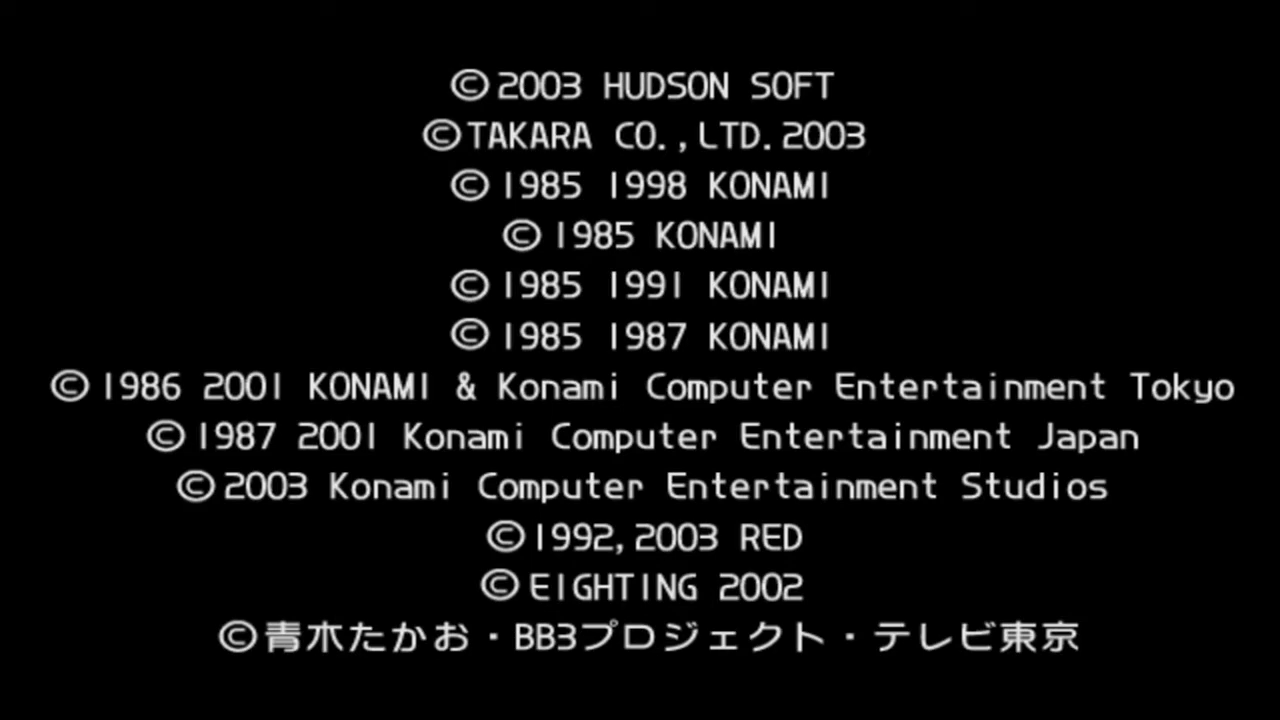 ©2003 HUDSON SOFT
©TAKARA CO.,LTD.2003
©1985 1998 KONAMI
©1985 KONAMI
©1985 1991 KONAMI
©1985 1987 KONAMI
©1986 2001 KONAMI & Konami Computer Entertainment Tokyo
©1987 2001 Konami Computer Entertainment Japan
©2003 Konami Computer Entertainment Studios
©1992,2003 RED
©EIGHTING 2002
©青木たかお・BB3プロジェクト・テレビ東京